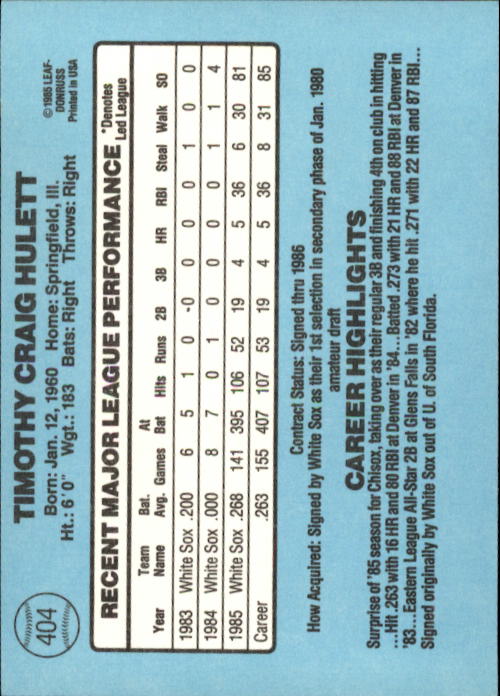 404
TIMOTHY CRAIG HULETT
©1985 LEAF-
DONRUSS
Printed in USA
Born: Jan. 12, 1960 Home: Springfield, Ill.
Ht.: 6'0" Wgt.: 183 Bats: Right Throws: Right
RECENT MAJOR LEAGUE PERFORMANCE
*Denotes
Led League
Year Team Name Bat. Avg. Games At Bat Hits Runs 2B 3B HR RBI Steal Walk SO
1983 White Sox .200 6 5 1 0 -0 0 0 0 1 0 0
1984 White Sox .000 8 7 0 1 0 0 0 0 1 1 4
1985 White Sox .268 141 395 106 52 19 4 5 36 6 30 81
Career .263 155 407 107 53 19 4 5 36 8 31 85
Contract Status: Signed thru 1986
How Acquired: Signed by White Sox as their 1st selection in secondary phase of Jan. 1980
amateur draft
CAREER HIGHLIGHTS
Surprise of '85 season for Chisox, taking over as their regular 3B and finishing 4th on club in hitting
...Hit .263 with 16 HR and 80 RBI at Denver in '84...Batted .273 with 21 HR and 88 RBI at Denver in
'83...Eastern League All-Star 2B at Glens Falls in '82 where he hit .271 with 22 HR and 87 RBI...
Signed originally by White Sox out of U. of South Florida.